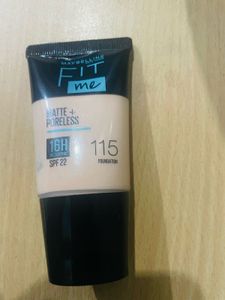 MAYBELLINE
FIT
me
MATTE +
PORELESS
16H
SPF 22
115
FOUNDATION